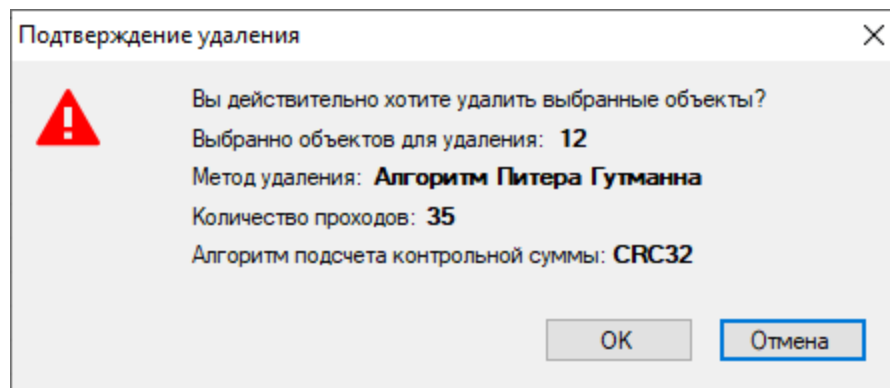 Подтверждение удаления
Вы действительно хотите удалить выбранные объекты?
Выбранно объектов для удаления: 12
Метод удаления: Алгоритм Питера Гутманна
Количество проходов: 35
Алгоритм подсчета контрольной суммы: CRC32
OK Отмена